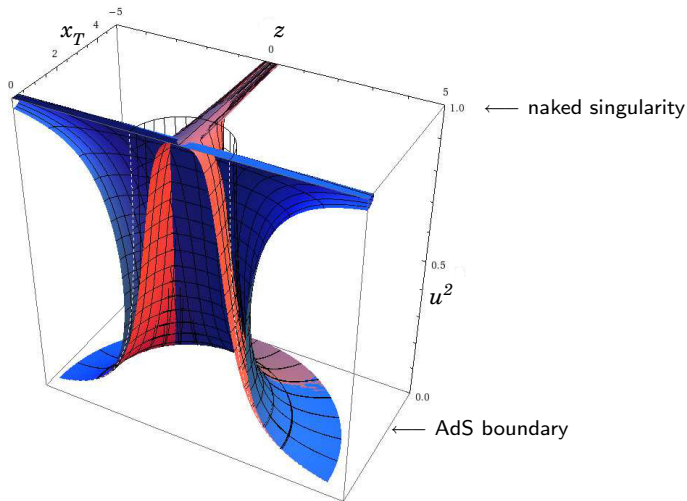 -5
z
x_T
4
0
2
5
0
1.0
← naked singularity
0.5
u²
0.0
← AdS boundary